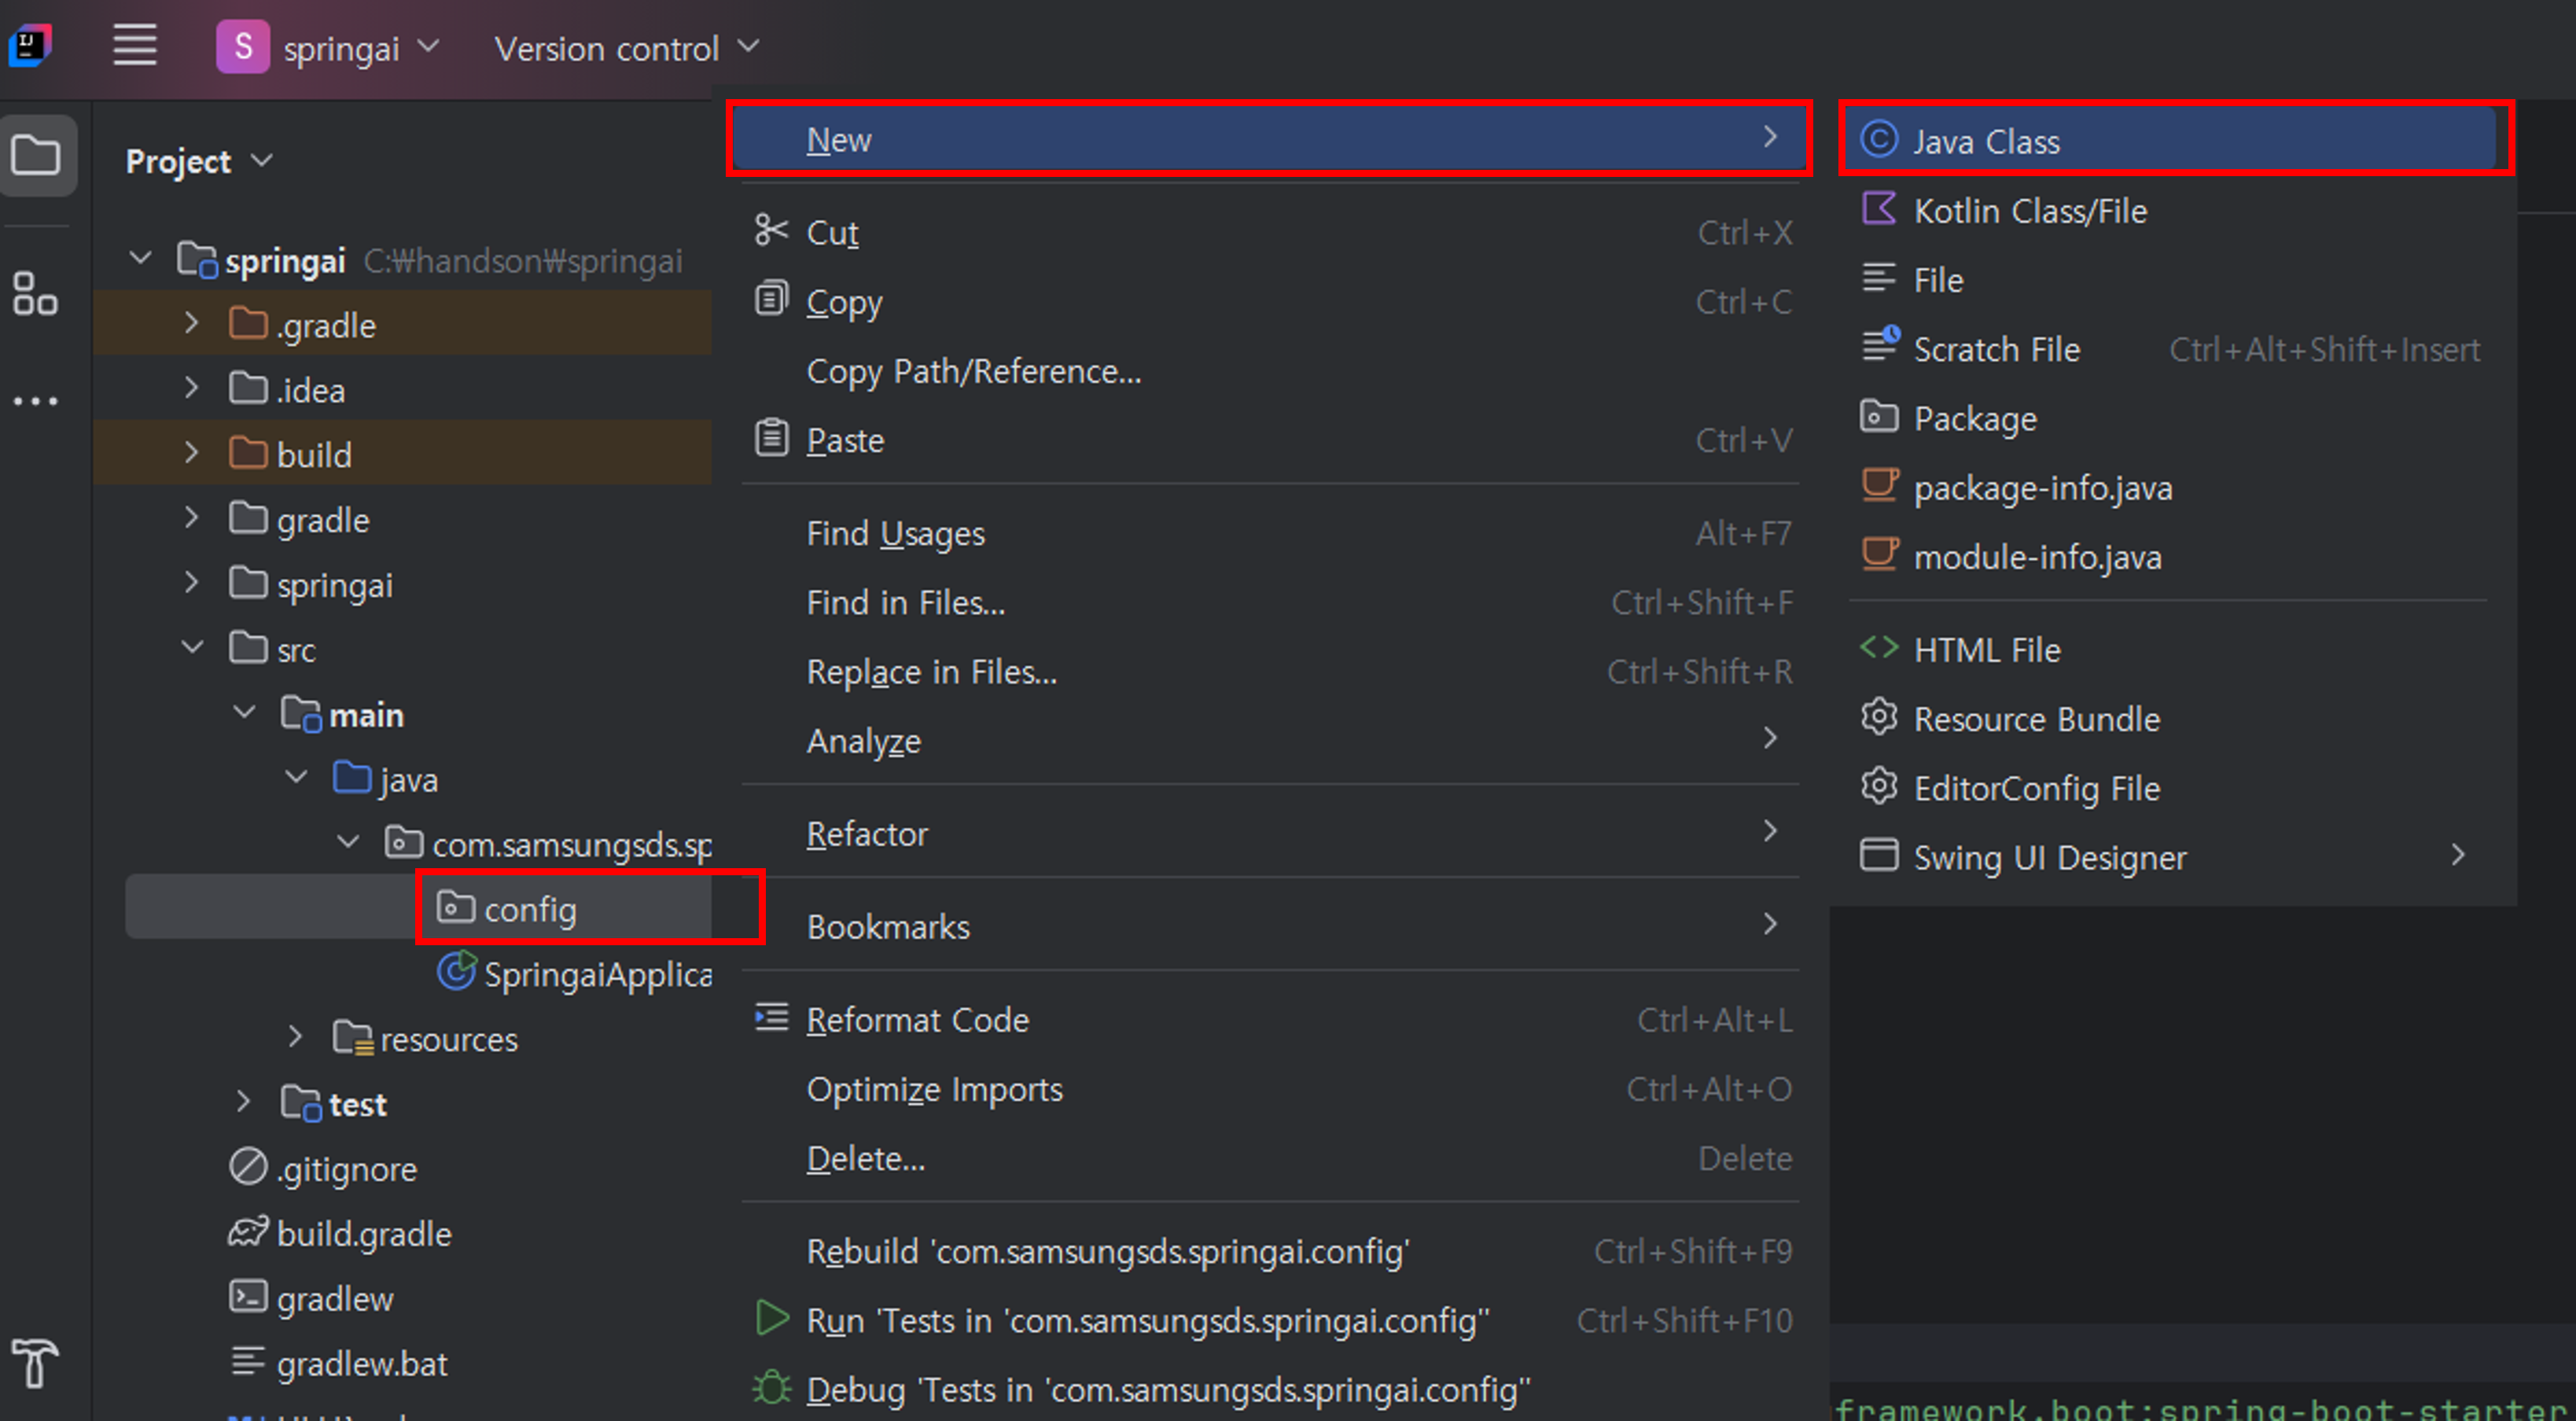 IJ
S springai Version control
Project
springai C:₩handson₩springai
.gradle
.idea
build
gradle
springai
src
main
java
com.samsungsds.sp
config
SpringaiApplica
resources
test
.gitignore
build.gradle
gradlew
gradlew.bat
New
Cut Ctrl+X
Copy Ctrl+C
Copy Path/Reference...
Paste Ctrl+V
Find Usages Alt+F7
Find in Files... Ctrl+Shift+F
Replace in Files... Ctrl+Shift+R
Analyze
Refactor
Bookmarks
Reformat Code Ctrl+Alt+L
Optimize Imports Ctrl+Alt+O
Delete... Delete
Rebuild 'com.samsungsds.springai.config' Ctrl+Shift+F9
Run 'Tests in 'com.samsungsds.springai.config'' Ctrl+Shift+F10
Debug 'Tests in 'com.samsungsds.springai.config''
Java Class
Kotlin Class/File
File
Scratch File Ctrl+Alt+Shift+Insert
Package
package-info.java
module-info.java
HTML File
Resource Bundle
EditorConfig File
Swing UI Designer
framework.boot:spring-boot-starter